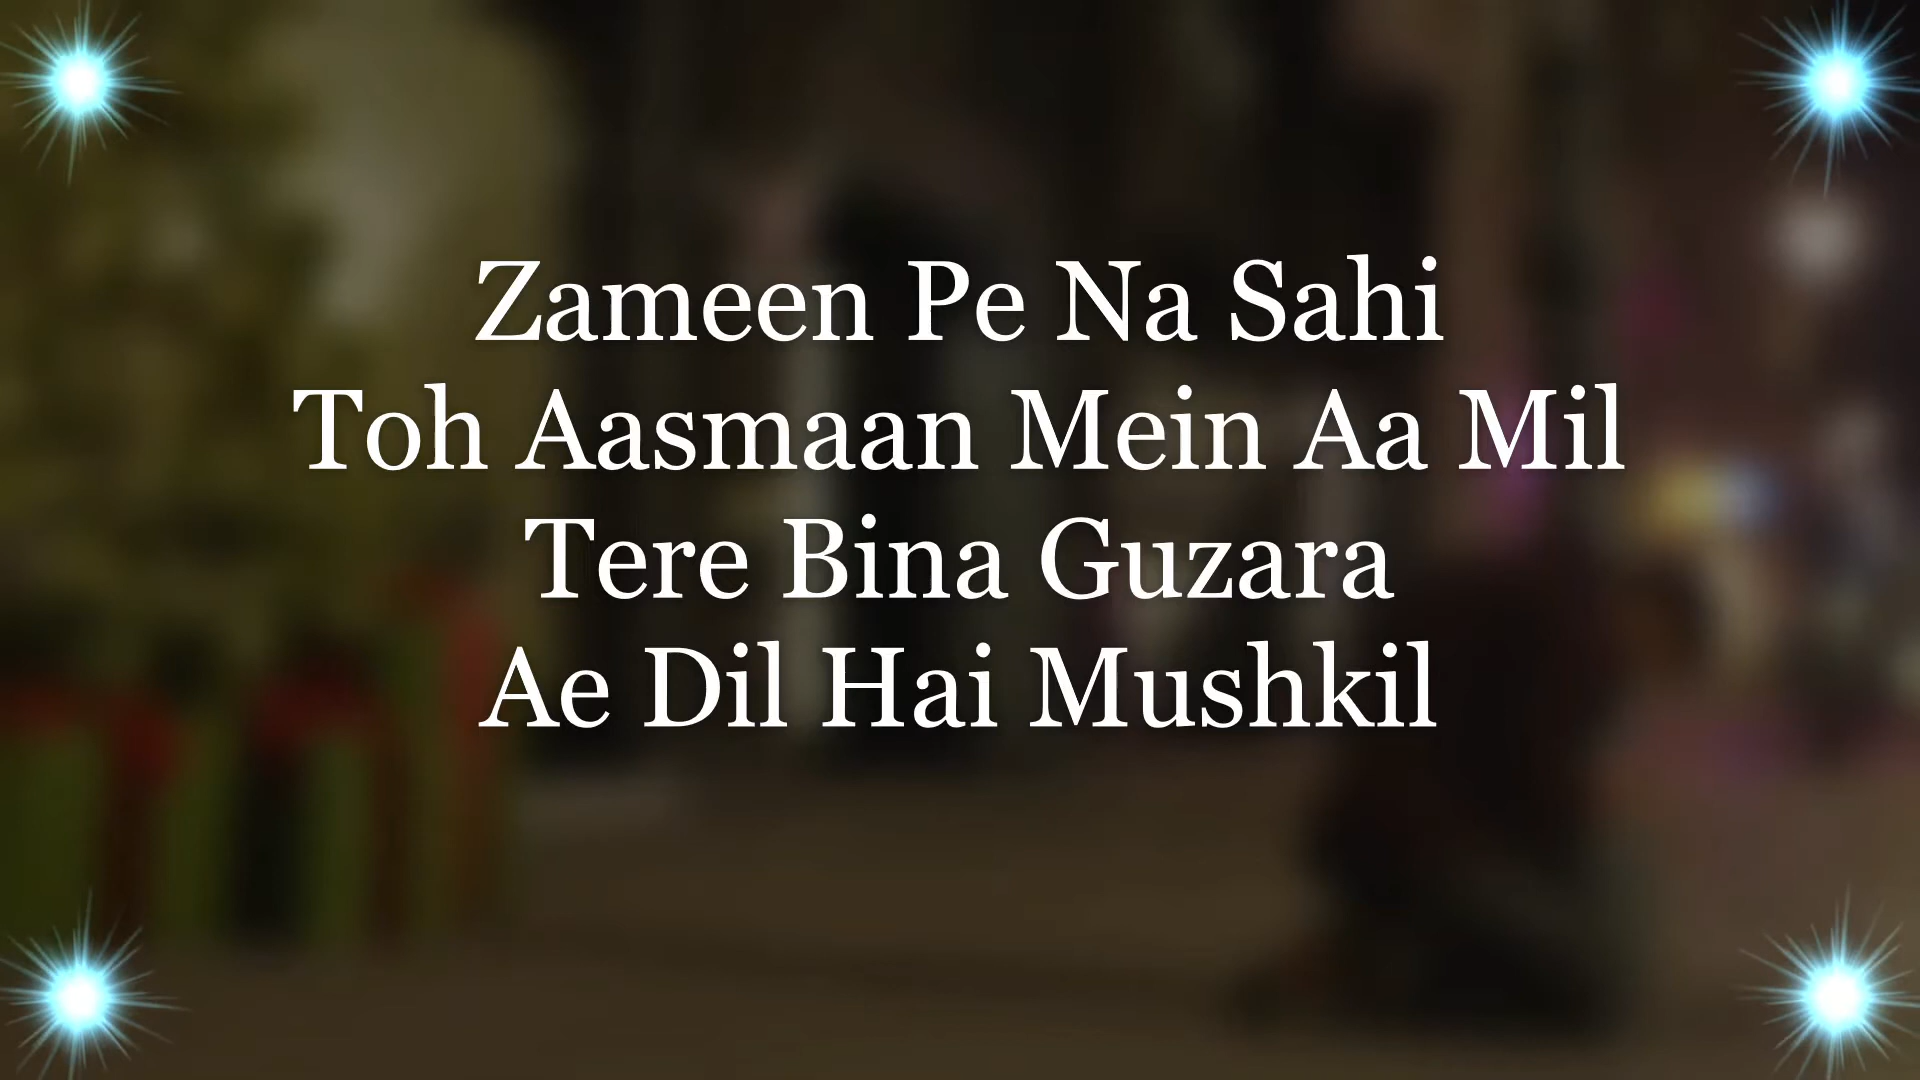 Zameen Pe Na Sahi
Toh Aasmaan Mein Aa Mil
Tere Bina Guzara
Ae Dil Hai Mushkil